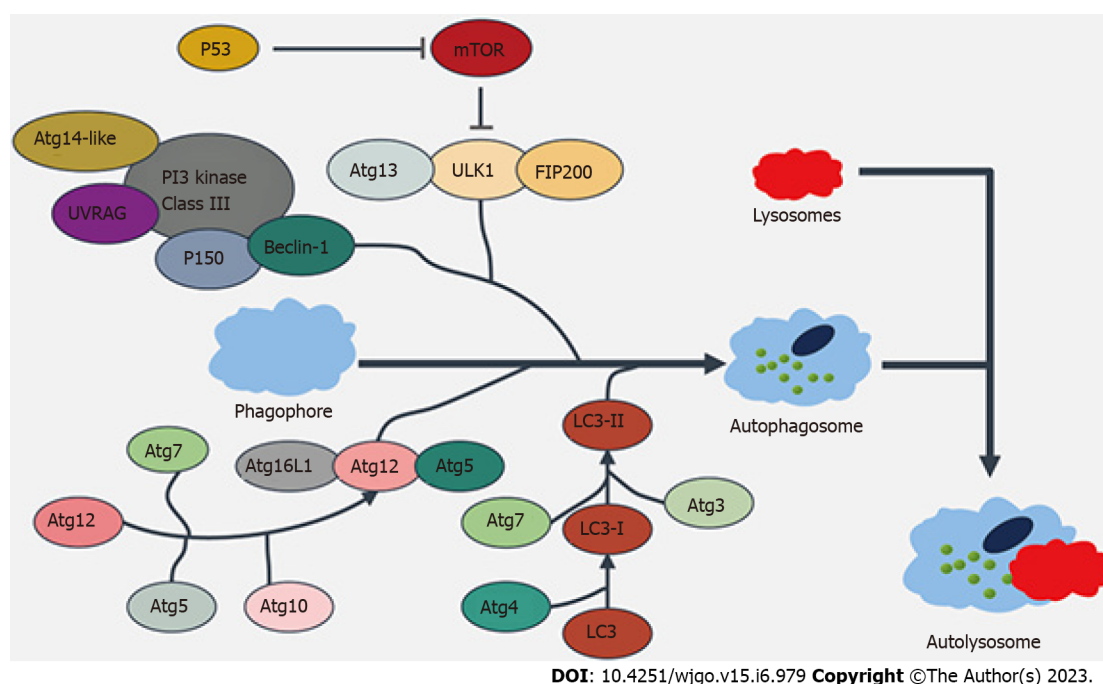 P53
mTOR
Atg14-like
PI3 kinase
Class III
UVRAG
P150
Beclin-1
Atg13
ULK1
FIP200
Lysosomes
Phagophore
Autophagosome
Atg7
Atg16L1
Atg12
Atg5
Atg12
Atg5
Atg10
LC3-II
Atg7
LC3-I
Atg3
Atg4
LC3
Autolysosome
DOI: 10.4251/wjgo.v15.i6.979 Copyright ©The Author(s) 2023.